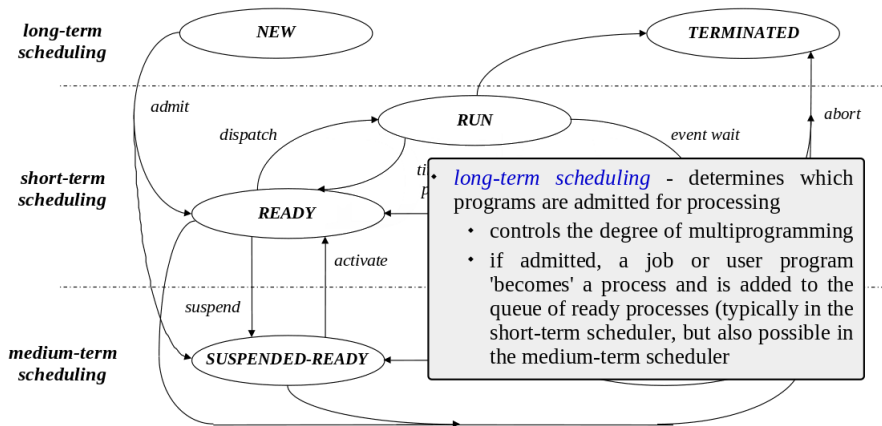 long-term
scheduling
NEW
TERMINATED
admit
dispatch
RUN
event wait
abort
short-term
scheduling
READY
activate
suspend
medium-term
scheduling
SUSPENDED-READY
• long-term scheduling - determines which
programs are admitted for processing
• controls the degree of multiprogramming
• if admitted, a job or user program
'becomes' a process and is added to the
queue of ready processes (typically in the
short-term scheduler, but also possible in
the medium-term scheduler